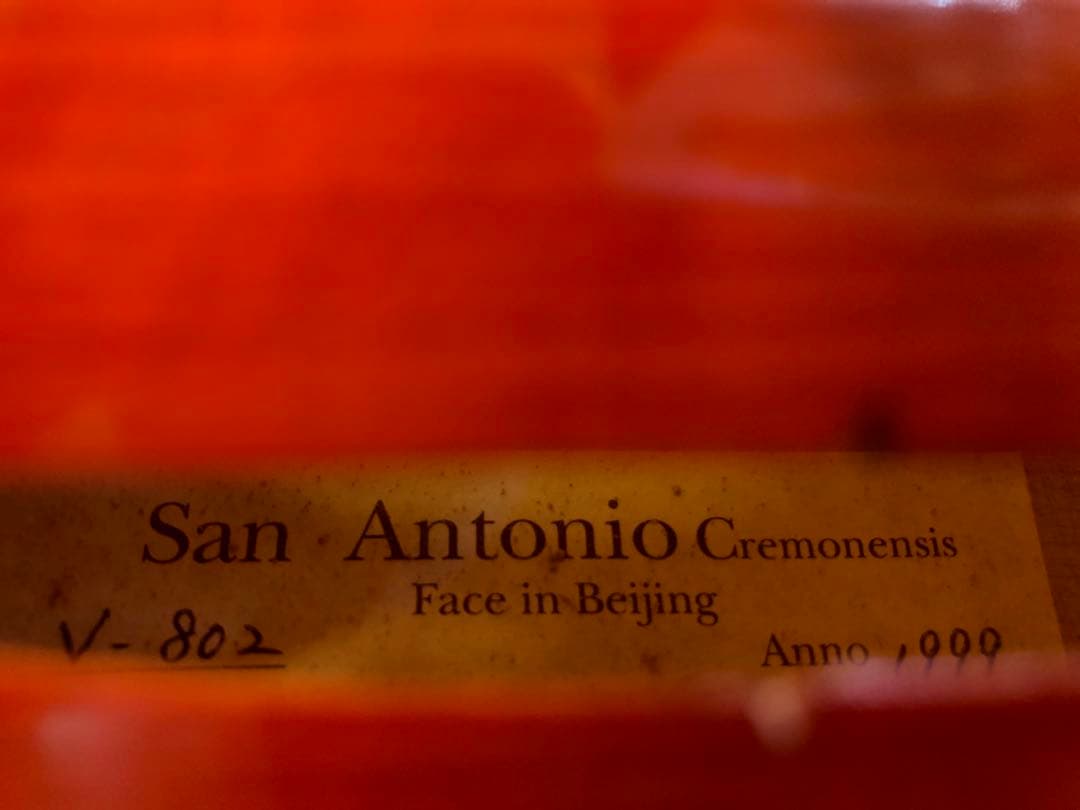 San Antonio Cremonensis
Face in Beijing
V-802 Anno 1999